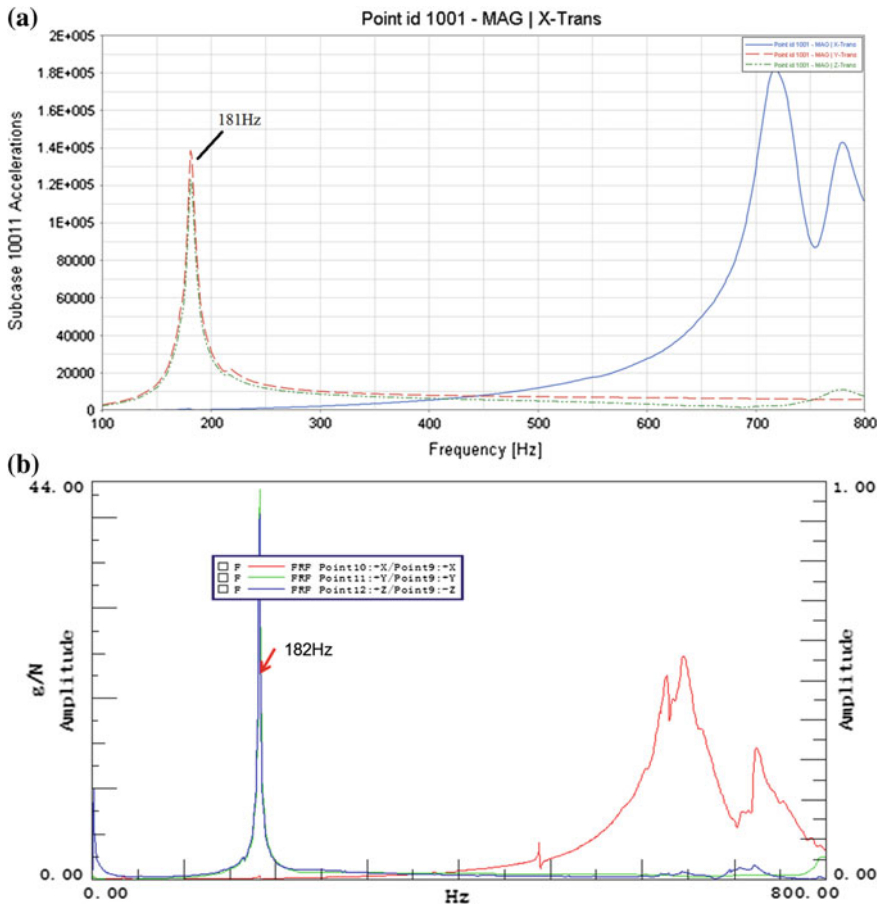 (a)
Point id 1001 - MAG | X-Trans
Subcase 10011 Accelerations
2E+005
1.8E+005
1.6E+005
1.4E+005
1.2E+005
1E+005
80000
60000
40000
20000
0
181Hz
Point id 1001 - MAG | X-Trans
Point id 1001 - MAG | Y-Trans
Point id 1001 - MAG | Z-Trans
100 200 300 400 500 600 700 800
Frequency [Hz]
(b)
44.00
1.00
g/N
Amplitude
Amplitude
F FRF Point10:-X/Point9:-X
F FRF Point11:-Y/Point9:-Y
F FRF Point12:-Z/Point9:-Z
182Hz
0.00
0.00
0.00 Hz 800.00